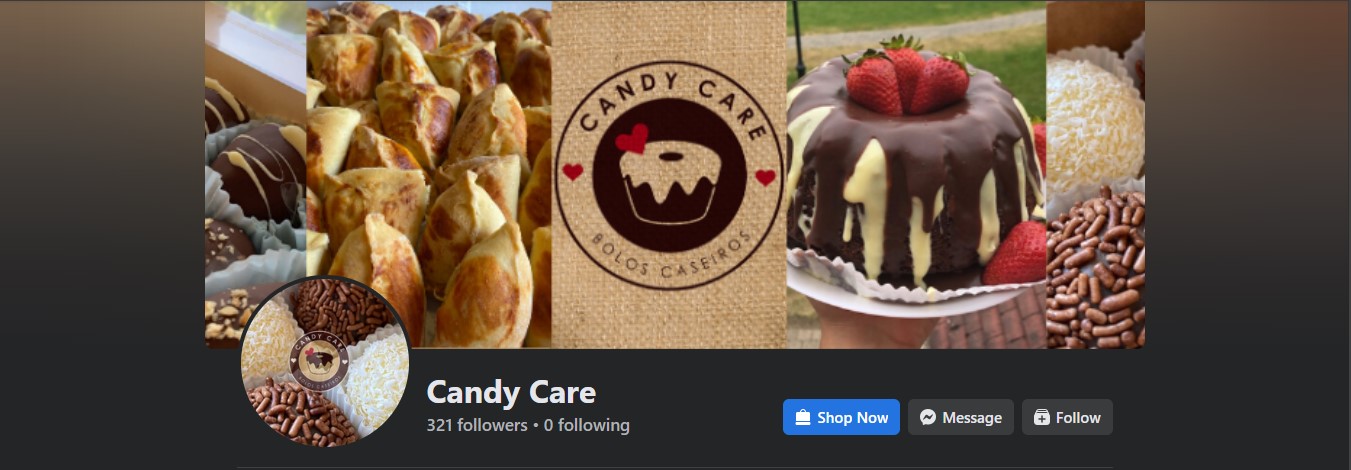 CANDY CARE
BOLOS CASEIROS
CANDY CARE
BOLOS CASEIROS
Candy Care
321 followers • 0 following
Shop Now
Message
Follow